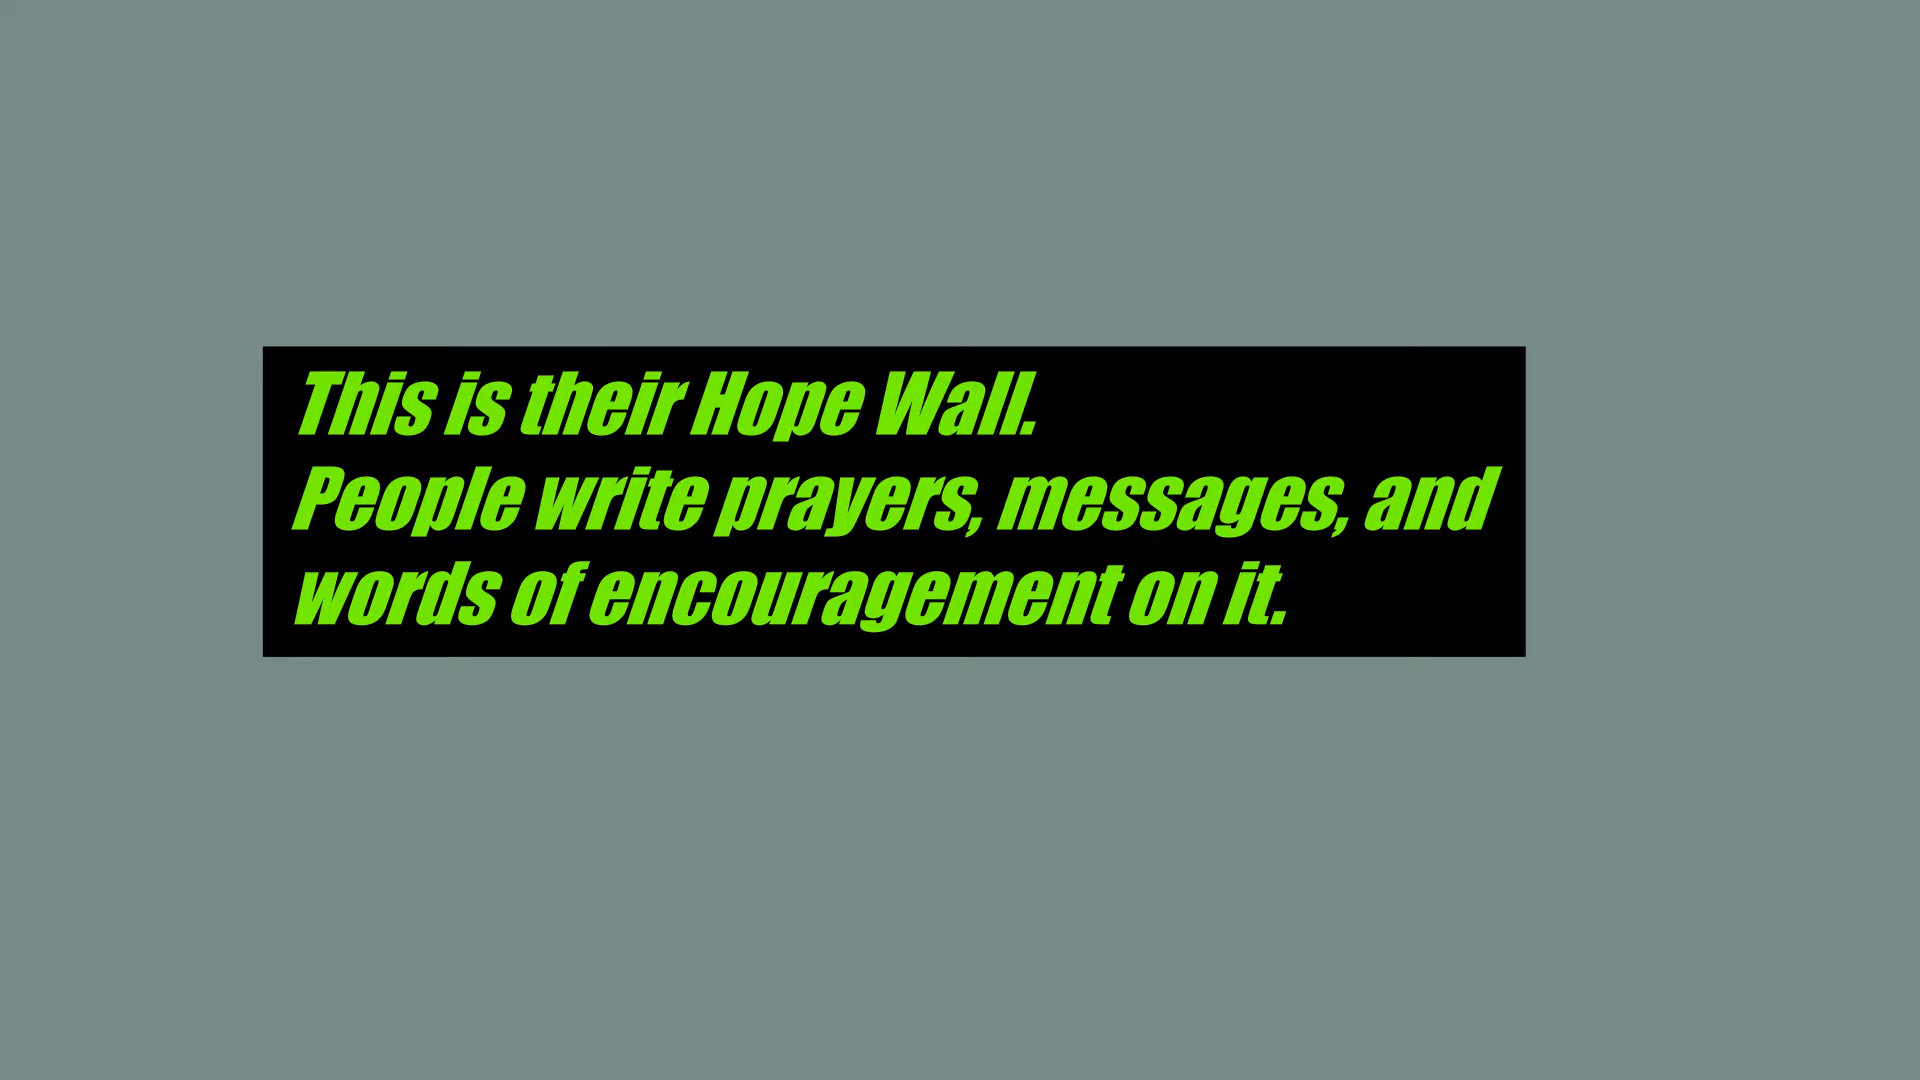 This is their Hope Wall.
People write prayers, messages, and
words of encouragement on it.